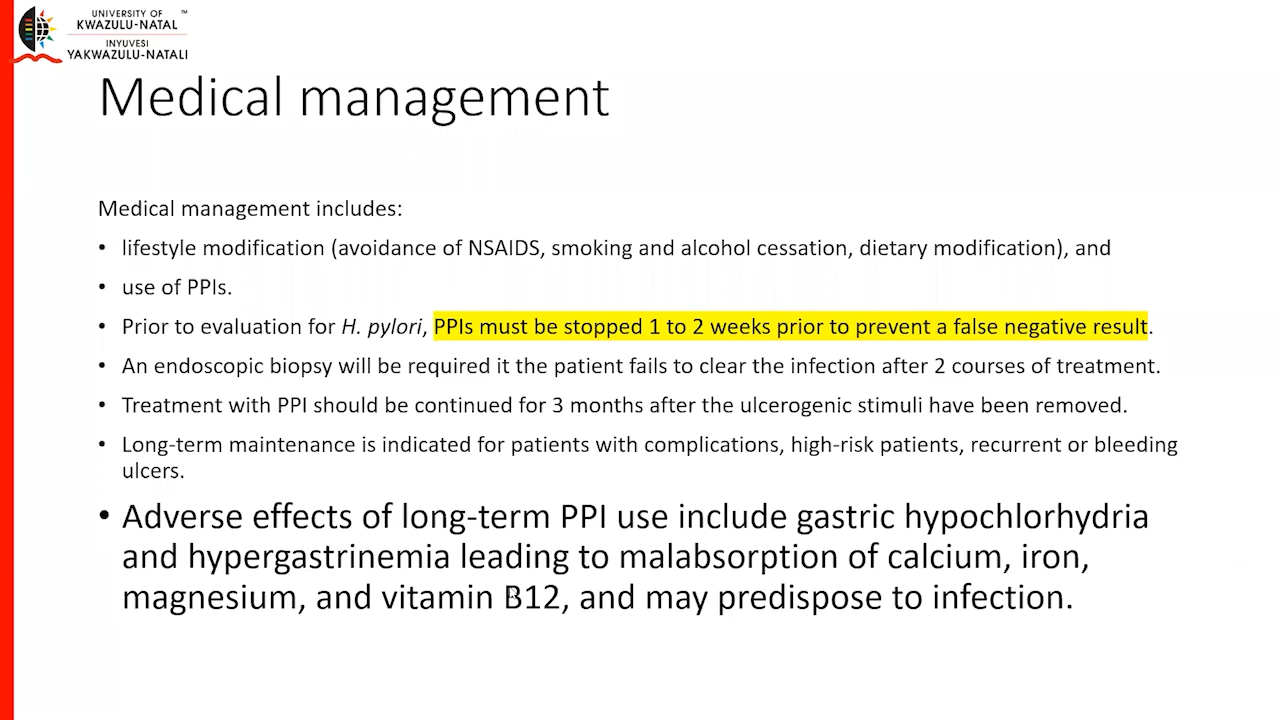 UNIVERSITY OF ™
KWAZULU-NATAL
INYUVESI
YAKWAZULU-NATALI
Medical management
Medical management includes:
• lifestyle modification (avoidance of NSAIDS, smoking and alcohol cessation, dietary modification), and
• use of PPIs.
• Prior to evaluation for H. pylori, PPIs must be stopped 1 to 2 weeks prior to prevent a false negative result.
• An endoscopic biopsy will be required it the patient fails to clear the infection after 2 courses of treatment.
• Treatment with PPI should be continued for 3 months after the ulcerogenic stimuli have been removed.
• Long-term maintenance is indicated for patients with complications, high-risk patients, recurrent or bleeding
ulcers.
• Adverse effects of long-term PPI use include gastric hypochlorhydria
and hypergastrinemia leading to malabsorption of calcium, iron,
magnesium, and vitamin B12, and may predispose to infection.